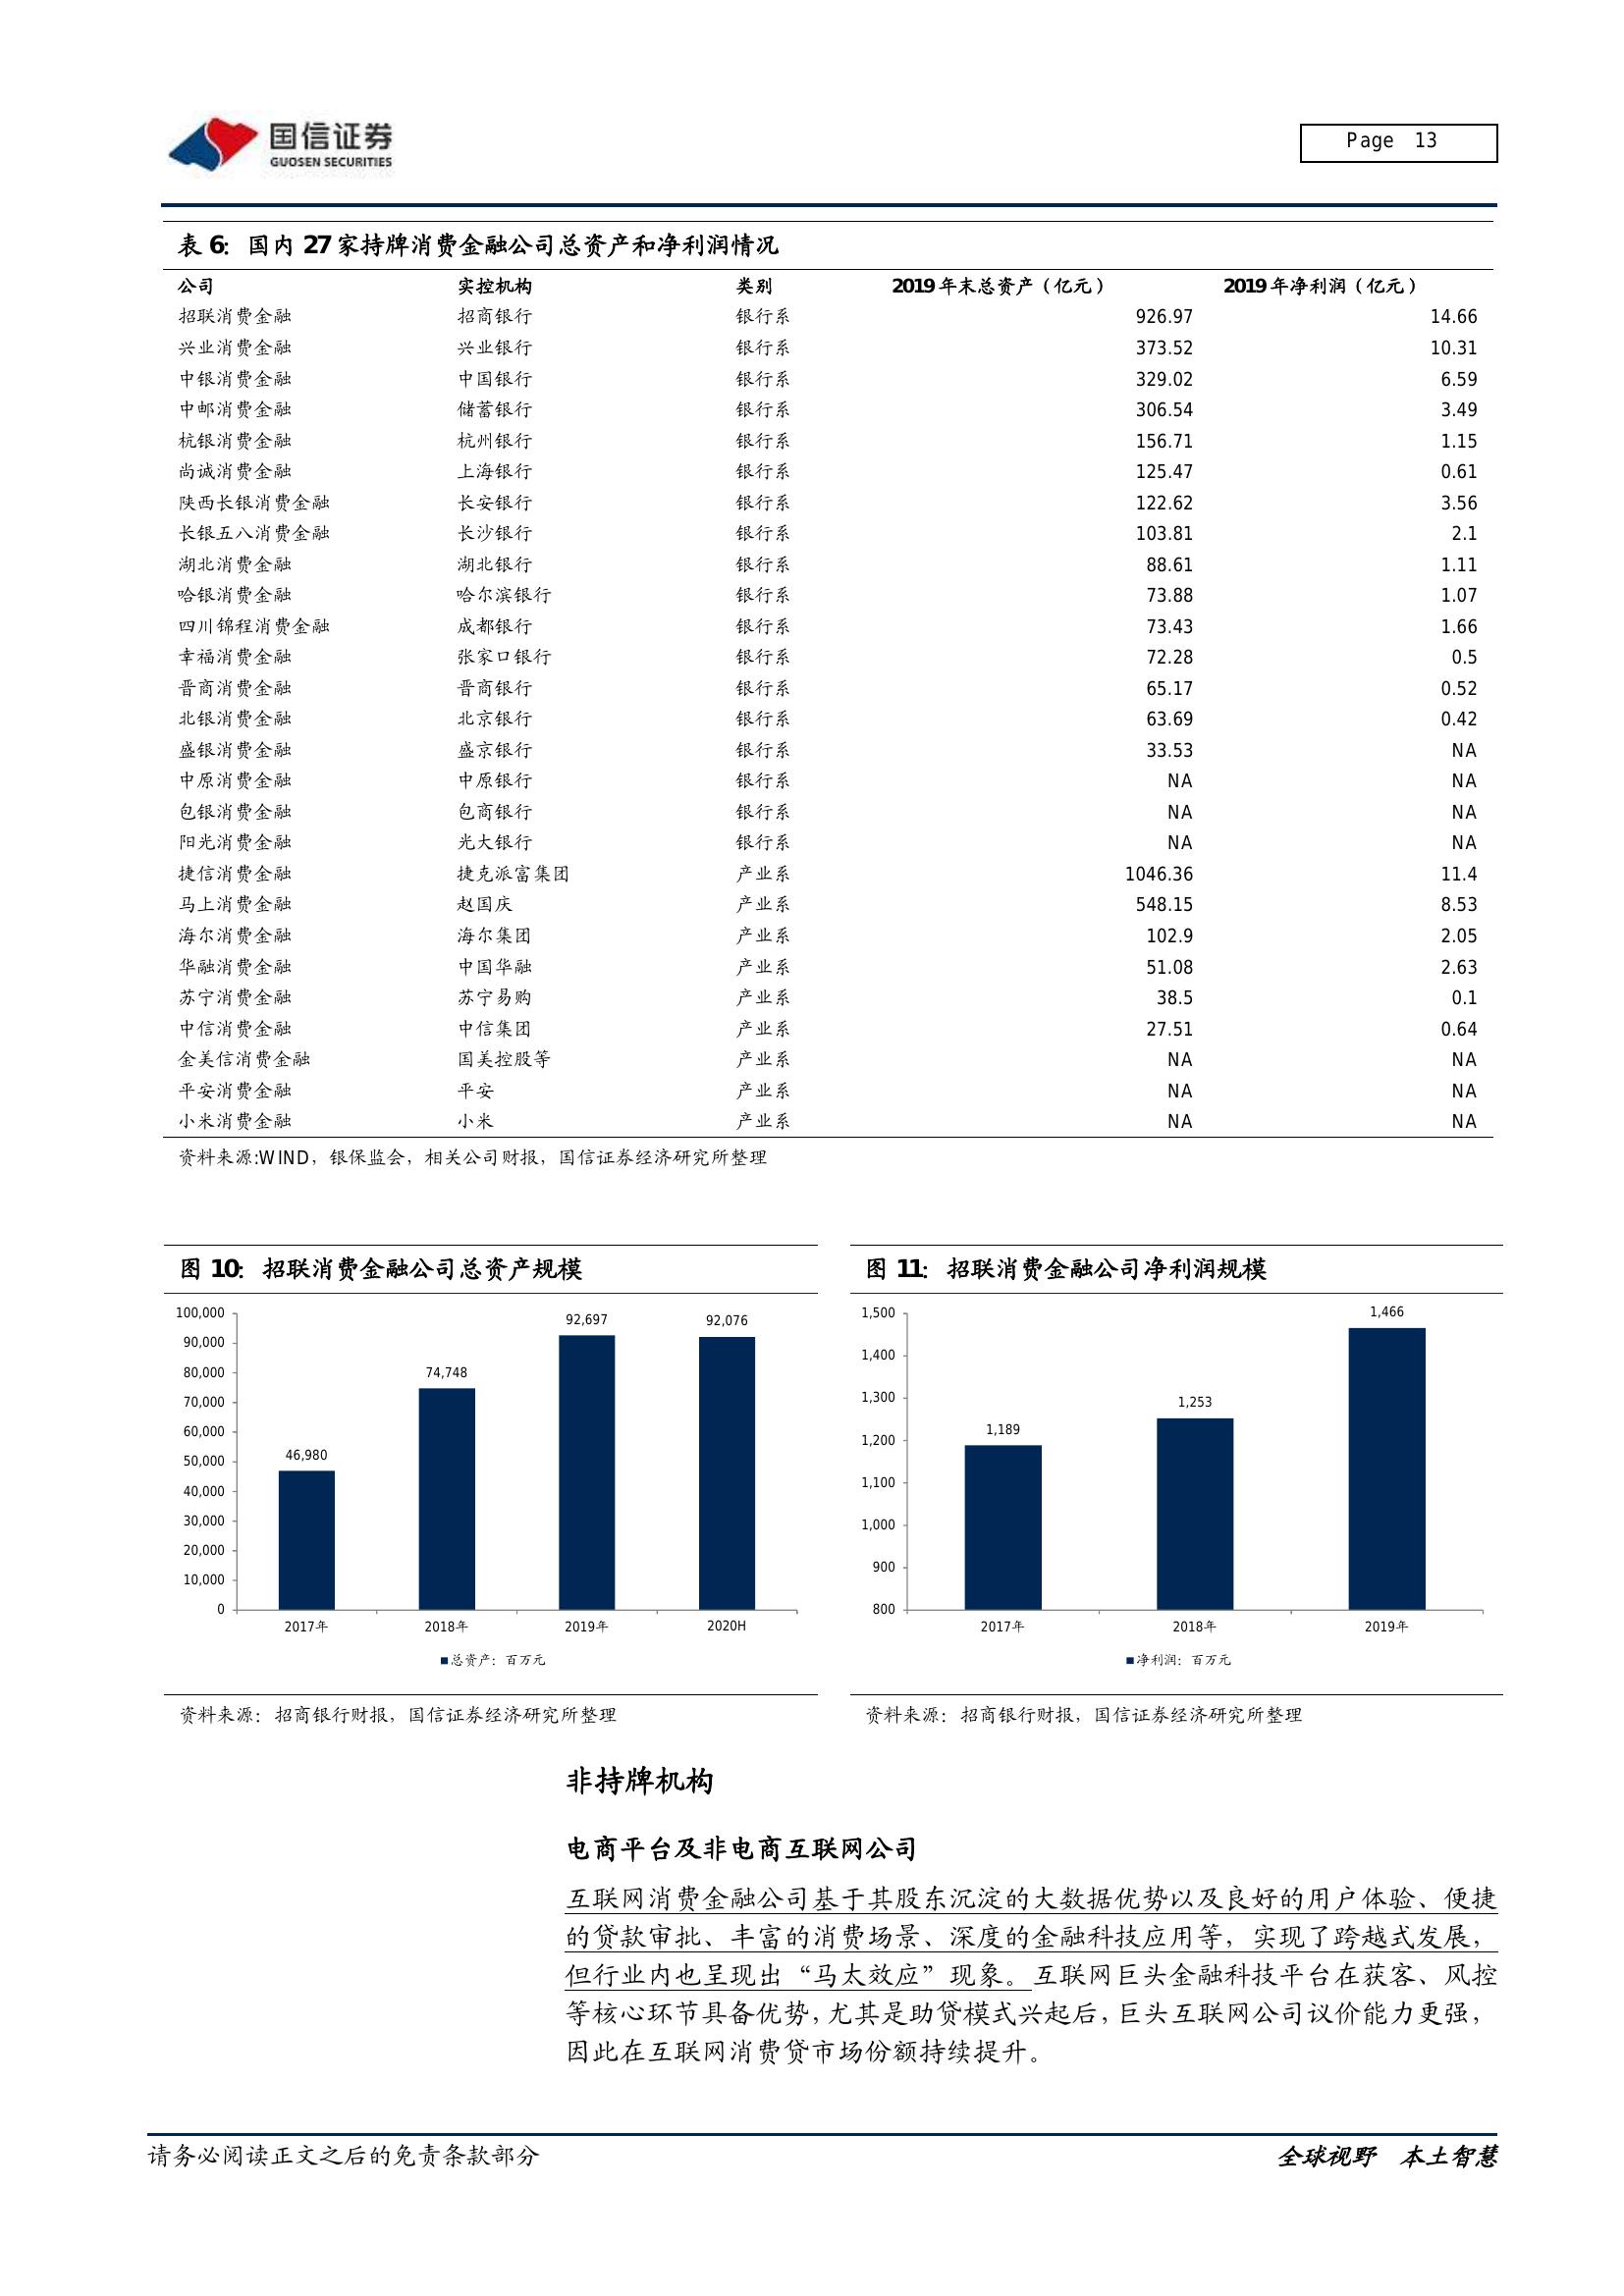 国信证券
GUOSEN SECURITIES
Page 13
表 6：国内 27 家持牌消费金融公司总资产和净利润情况
公司 实控机构 类别 2019 年末总资产（亿元） 2019 年净利润（亿元）
招联消费金融 招商银行 银行系 926.97 14.66
兴业消费金融 兴业银行 银行系 373.52 10.31
中银消费金融 中国银行 银行系 329.02 6.59
中邮消费金融 储蓄银行 银行系 306.54 3.49
杭银消费金融 杭州银行 银行系 156.71 1.15
尚诚消费金融 上海银行 银行系 125.47 0.61
陕西长银消费金融 长安银行 银行系 122.62 3.56
长银五八消费金融 长沙银行 银行系 103.81 2.1
湖北消费金融 湖北银行 银行系 88.61 1.11
哈银消费金融 哈尔滨银行 银行系 73.88 1.07
四川锦程消费金融 成都银行 银行系 73.43 1.66
幸福消费金融 张家口银行 银行系 72.28 0.5
晋商消费金融 晋商银行 银行系 65.17 0.52
北银消费金融 北京银行 银行系 63.69 0.42
盛银消费金融 盛京银行 银行系 33.53 NA
中原消费金融 中原银行 银行系 NA NA
包银消费金融 包商银行 银行系 NA NA
阳光消费金融 光大银行 银行系 NA NA
捷信消费金融 捷克派富集团 产业系 1046.36 11.4
马上消费金融 赵国庆 产业系 548.15 8.53
海尔消费金融 海尔集团 产业系 102.9 2.05
华融消费金融 中国华融 产业系 51.08 2.63
苏宁消费金融 苏宁易购 产业系 38.5 0.1
中信消费金融 中信集团 产业系 27.51 0.64
金美信消费金融 国美控股等 产业系 NA NA
平安消费金融 平安 产业系 NA NA
小米消费金融 小米 产业系 NA NA
资料来源:WIND，银保监会，相关公司财报，国信证券经济研究所整理
图 10：招联消费金融公司总资产规模
100,000
90,000
80,000
70,000
60,000
50,000
40,000
30,000
20,000
10,000
0
46,980
74,748
92,697
92,076
2017年 2018年 2019年 2020H
总资产：百万元
资料来源：招商银行财报，国信证券经济研究所整理
图 11：招联消费金融公司净利润规模
1,500
1,400
1,300
1,200
1,100
1,000
900
800
1,189
1,253
1,466
2017年 2018年 2019年
净利润：百万元
资料来源：招商银行财报，国信证券经济研究所整理
非持牌机构
电商平台及非电商互联网公司
互联网消费金融公司基于其股东沉淀的大数据优势以及良好的用户体验、便捷
的贷款审批、丰富的消费场景、深度的金融科技应用等，实现了跨越式发展，
但行业内也呈现出“马太效应”现象。互联网巨头金融科技平台在获客、风控
等核心环节具备优势，尤其是助贷模式兴起后，巨头互联网公司议价能力更强，
因此在互联网消费贷市场份额持续提升。
请务必阅读正文之后的免责条款部分
全球视野 本土智慧